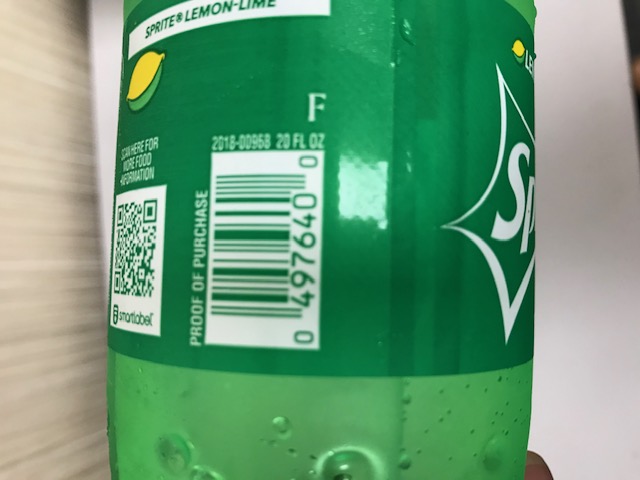 smartlabel
SCAN HERE FOR
MORE FOOD
INFORMATION
SPRITE® LEMON-LIME
PROOF OF PURCHASE
0 497640 0
2018-00968 20 FL OZ
F
Sp